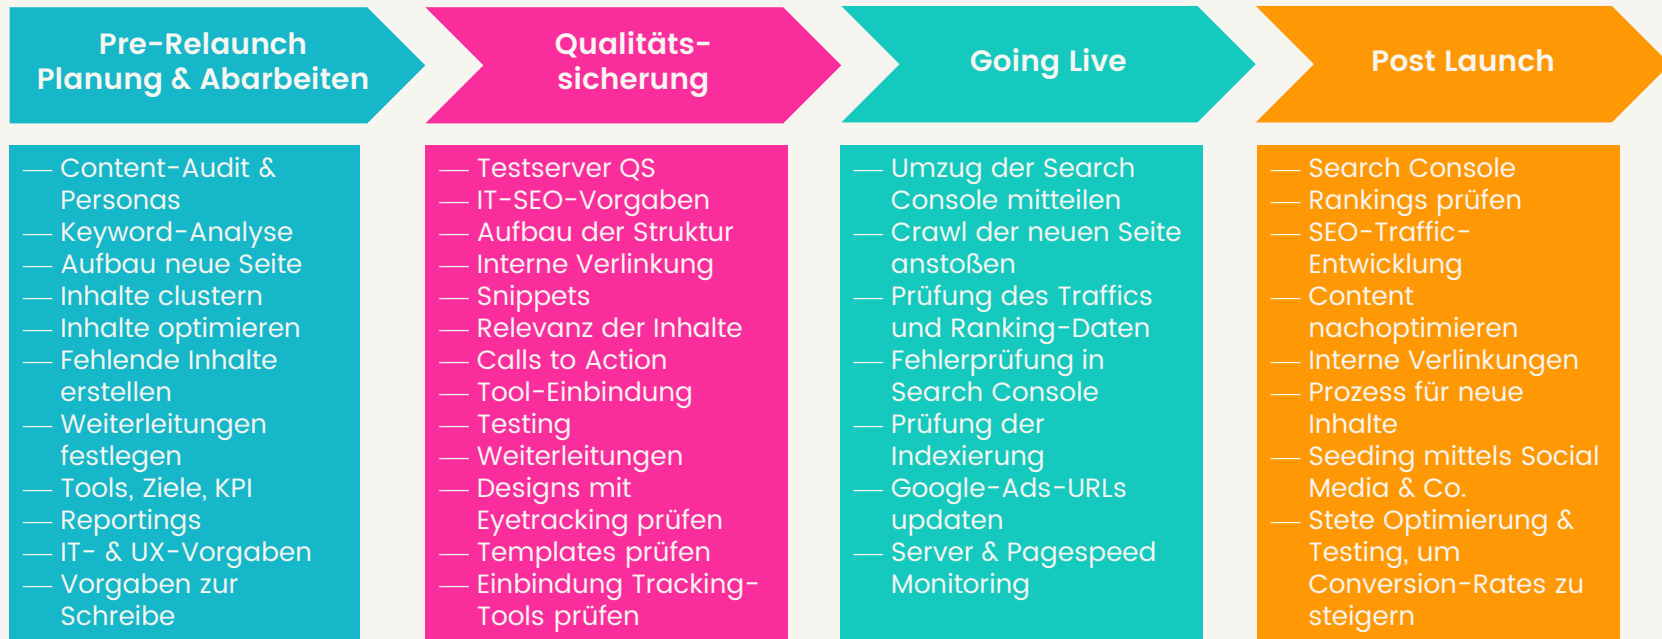 Pre-Relaunch
Planung & Abarbeiten
— Content-Audit &
Personas
— Keyword-Analyse
— Aufbau neue Seite
— Inhalte clustern
— Inhalte optimieren
— Fehlende Inhalte
erstellen
— Weiterleitungen
festlegen
— Tools, Ziele, KPI
— Reportings
— IT- & UX-Vorgaben
— Vorgaben zur
Schreibe
Qualitäts-
sicherung
— Testserver QS
— IT-SEO-Vorgaben
— Aufbau der Struktur
— Interne Verlinkung
— Snippets
— Relevanz der Inhalte
— Calls to Action
— Tool-Einbindung
— Testing
— Weiterleitungen
— Designs mit
Eyetracking prüfen
— Templates prüfen
— Einbindung Tracking-
Tools prüfen
Going Live
— Umzug der Search
Console mitteilen
— Crawl der neuen Seite
anstoßen
— Prüfung des Traffics
und Ranking-Daten
— Fehlerprüfung in
Search Console
— Prüfung der
Indexierung
— Google-Ads-URLs
updaten
— Server & Pagespeed
Monitoring
Post Launch
— Search Console
— Rankings prüfen
— SEO-Traffic-
Entwicklung
— Content
nachoptimieren
— Interne Verlinkungen
— Prozess für neue
Inhalte
— Seeding mittels Social
Media & Co.
— Stete Optimierung &
Testing, um
Conversion-Rates zu
steigern